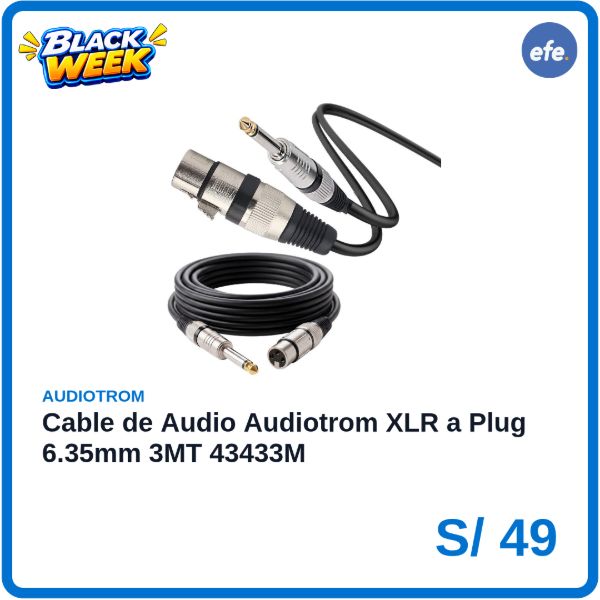 BLACK
WEEK
efe.
AUDIOTROM
Cable de Audio Audiotrom XLR a Plug
6.35mm 3MT 43433M
S/ 49